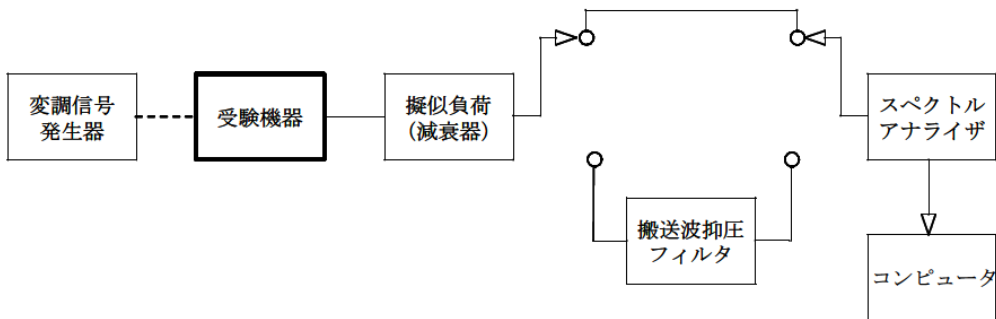 変調信号
発生器
受験機器
擬似負荷
(減衰器)
スペクトル
アナライザ
搬送波抑圧
フィルタ
コンピュータ